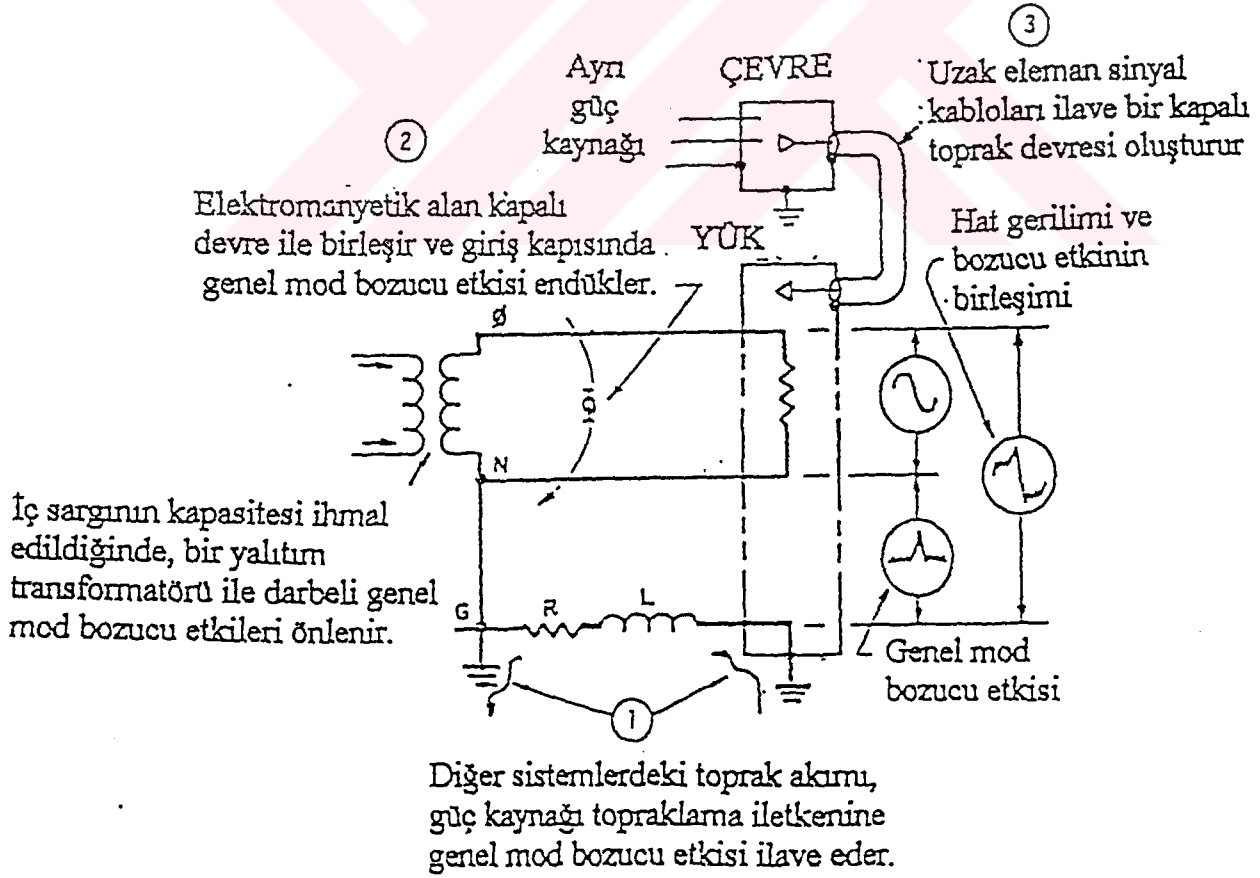 3
Ayrı
güç
kaynağı
ÇEVRE
Uzak eleman sinyal
kabloları ilave bir kapalı
toprak devresi oluşturur
2
Elektromanyetik alan kapalı
devre ile birleşir ve giriş kapısında
genel mod bozucu etkisi endükler.
YÜK
Hat gerilimi ve
bozucu etkinin
birleşimi
Ø
N
İç sargının kapasitesi ihmal
edildiğinde, bir yalıtım
transformatörü ile darbeli genel
mod bozucu etkileri önlenir.
G
R
L
Genel mod
bozucu etkisi
1
Diğer sistemlerdeki toprak akımı,
güç kaynağı topraklama iletkenine
genel mod bozucu etkisi ilave eder.